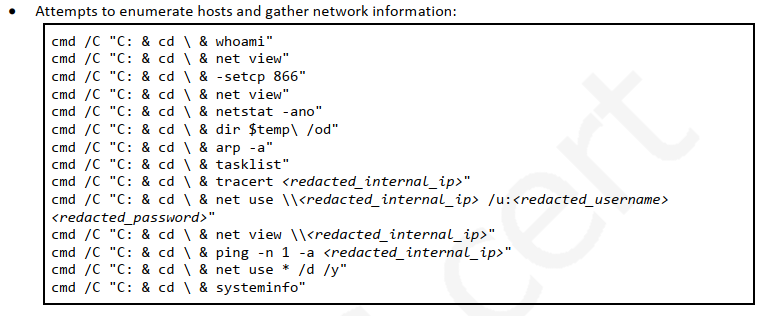 • Attempts to enumerate hosts and gather network information:
cmd /C "C: & cd \ & whoami"
cmd /C "C: & cd \ & net view"
cmd /C "C: & cd \ & -setcp 866"
cmd /C "C: & cd \ & net view"
cmd /C "C: & cd \ & netstat -ano"
cmd /C "C: & cd \ & dir $temp\ /od"
cmd /C "C: & cd \ & arp -a"
cmd /C "C: & cd \ & tasklist"
cmd /C "C: & cd \ & tracert <redacted_internal_ip>"
cmd /C "C: & cd \ & net use \\<redacted_internal_ip> /u:<redacted_username>
<redacted_password>"
cmd /C "C: & cd \ & net view \\<redacted_internal_ip>"
cmd /C "C: & cd \ & ping -n 1 -a <redacted_internal_ip>"
cmd /C "C: & cd \ & net use * /d /y"
cmd /C "C: & cd \ & systeminfo"
cert